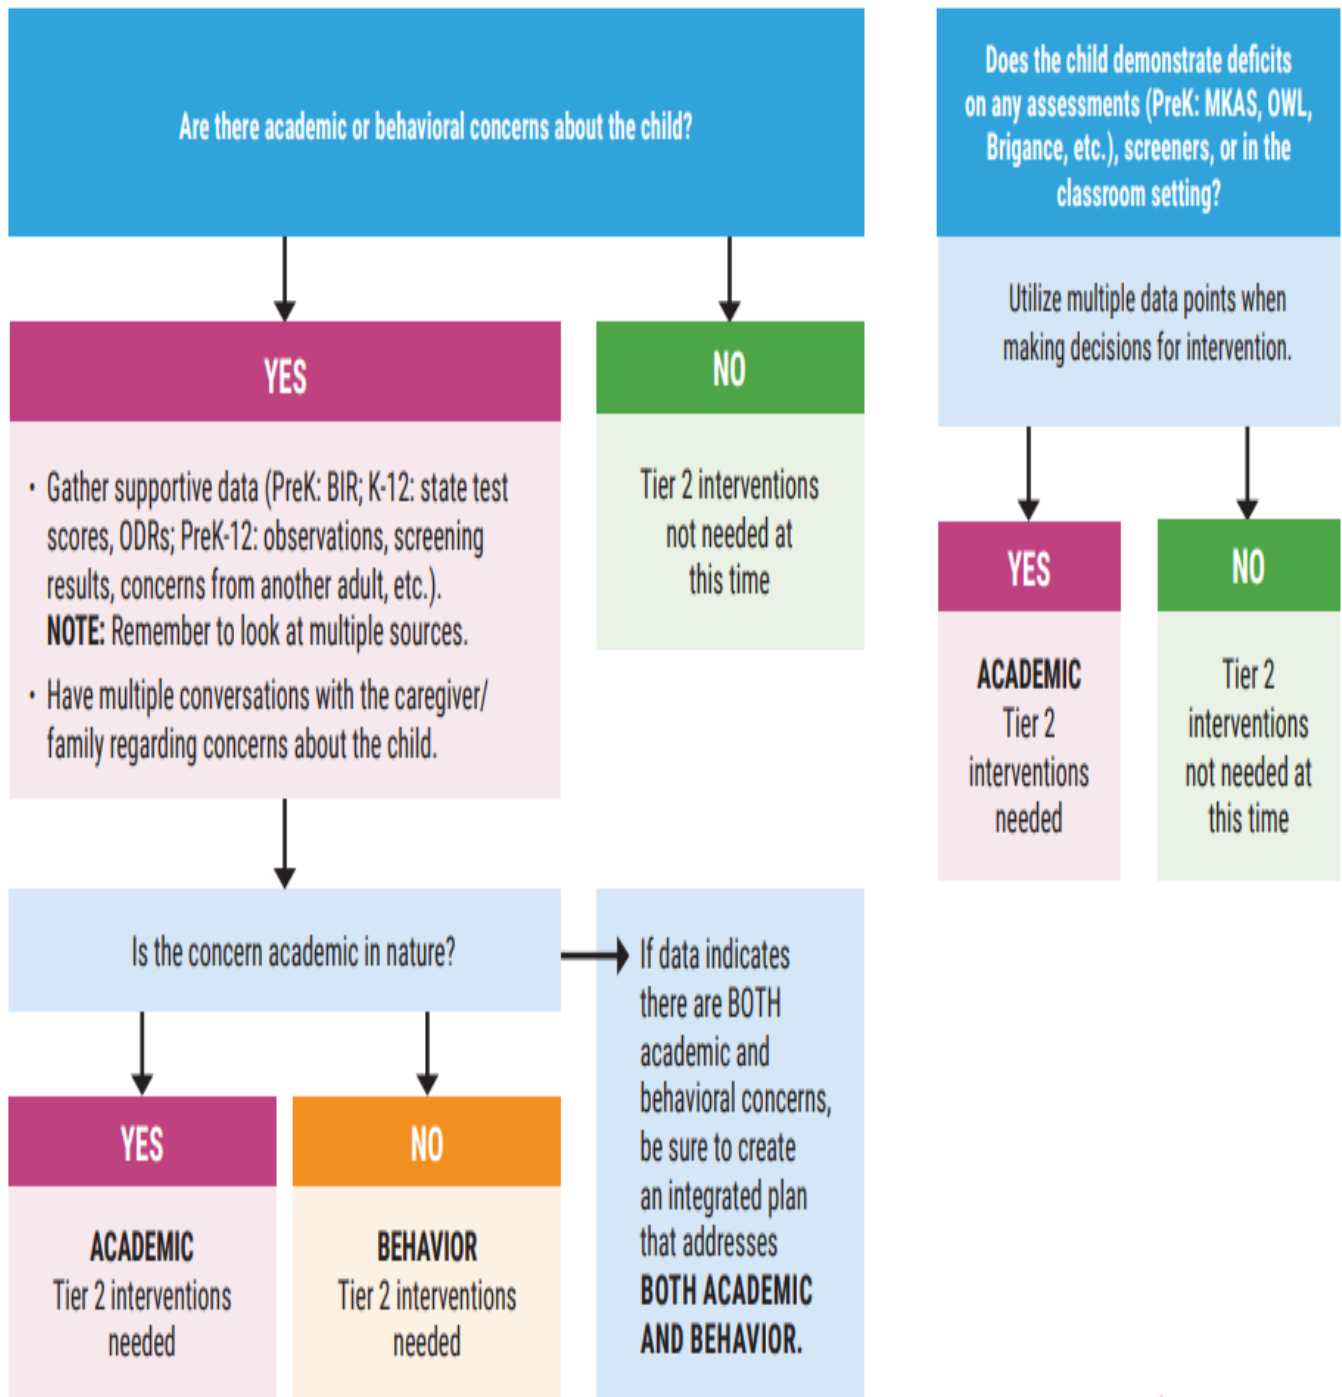 Are there academic or behavioral concerns about the child?
YES
• Gather supportive data (PreK: BIR; K-12: state test
scores, ODRs; PreK-12: observations, screening
results, concerns from another adult, etc.).
NOTE: Remember to look at multiple sources.
• Have multiple conversations with the caregiver/
family regarding concerns about the child.
NO
Tier 2 interventions
not needed at
this time
Is the concern academic in nature?
YES
ACADEMIC
Tier 2 interventions
needed
NO
BEHAVIOR
Tier 2 interventions
needed
If data indicates
there are BOTH
academic and
behavioral concerns,
be sure to create
an integrated plan
that addresses
BOTH ACADEMIC
AND BEHAVIOR.
Does the child demonstrate deficits
on any assessments (PreK: MKAS, OWL,
Brigance, etc.), screeners, or in the
classroom setting?
Utilize multiple data points when
making decisions for intervention.
YES
ACADEMIC
Tier 2
interventions
needed
NO
Tier 2
interventions
not needed at
this time